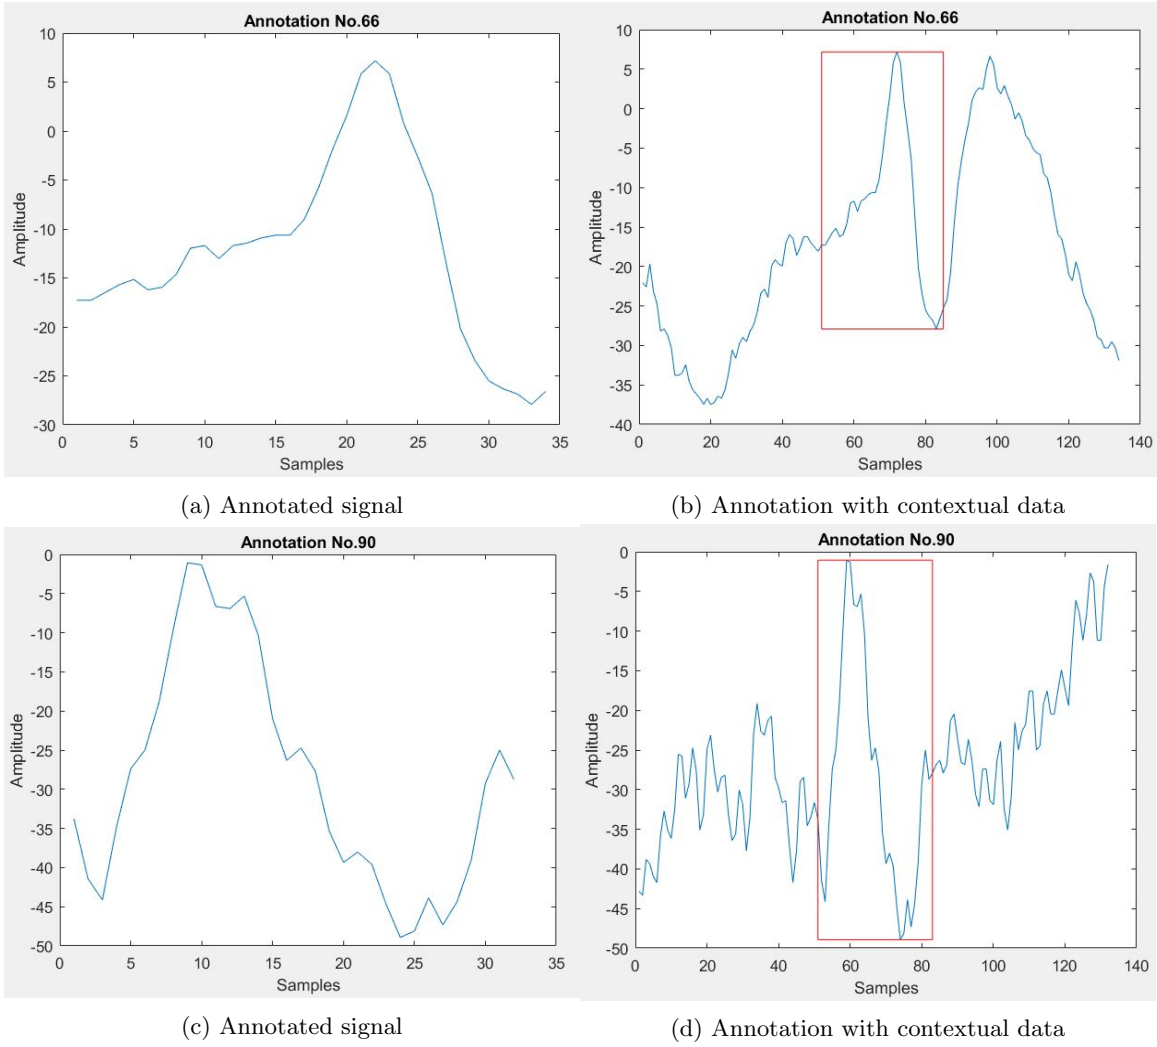 Annotation No.66
10
5
0
-5
-10
-15
-20
-25
-30
Amplitude
0 5 10 15 20 25 30 35
Samples
(a) Annotated signal
Annotation No.66
10
5
0
-5
-10
-15
-20
-25
-30
-35
-40
Amplitude
0 20 40 60 80 100 120 140
Samples
(b) Annotation with contextual data
Annotation No.90
0
-5
-10
-15
-20
-25
-30
-35
-40
-45
-50
Amplitude
0 5 10 15 20 25 30 35
Samples
(c) Annotated signal
Annotation No.90
0
-5
-10
-15
-20
-25
-30
-35
-40
-45
-50
Amplitude
0 20 40 60 80 100 120 140
Samples
(d) Annotation with contextual data